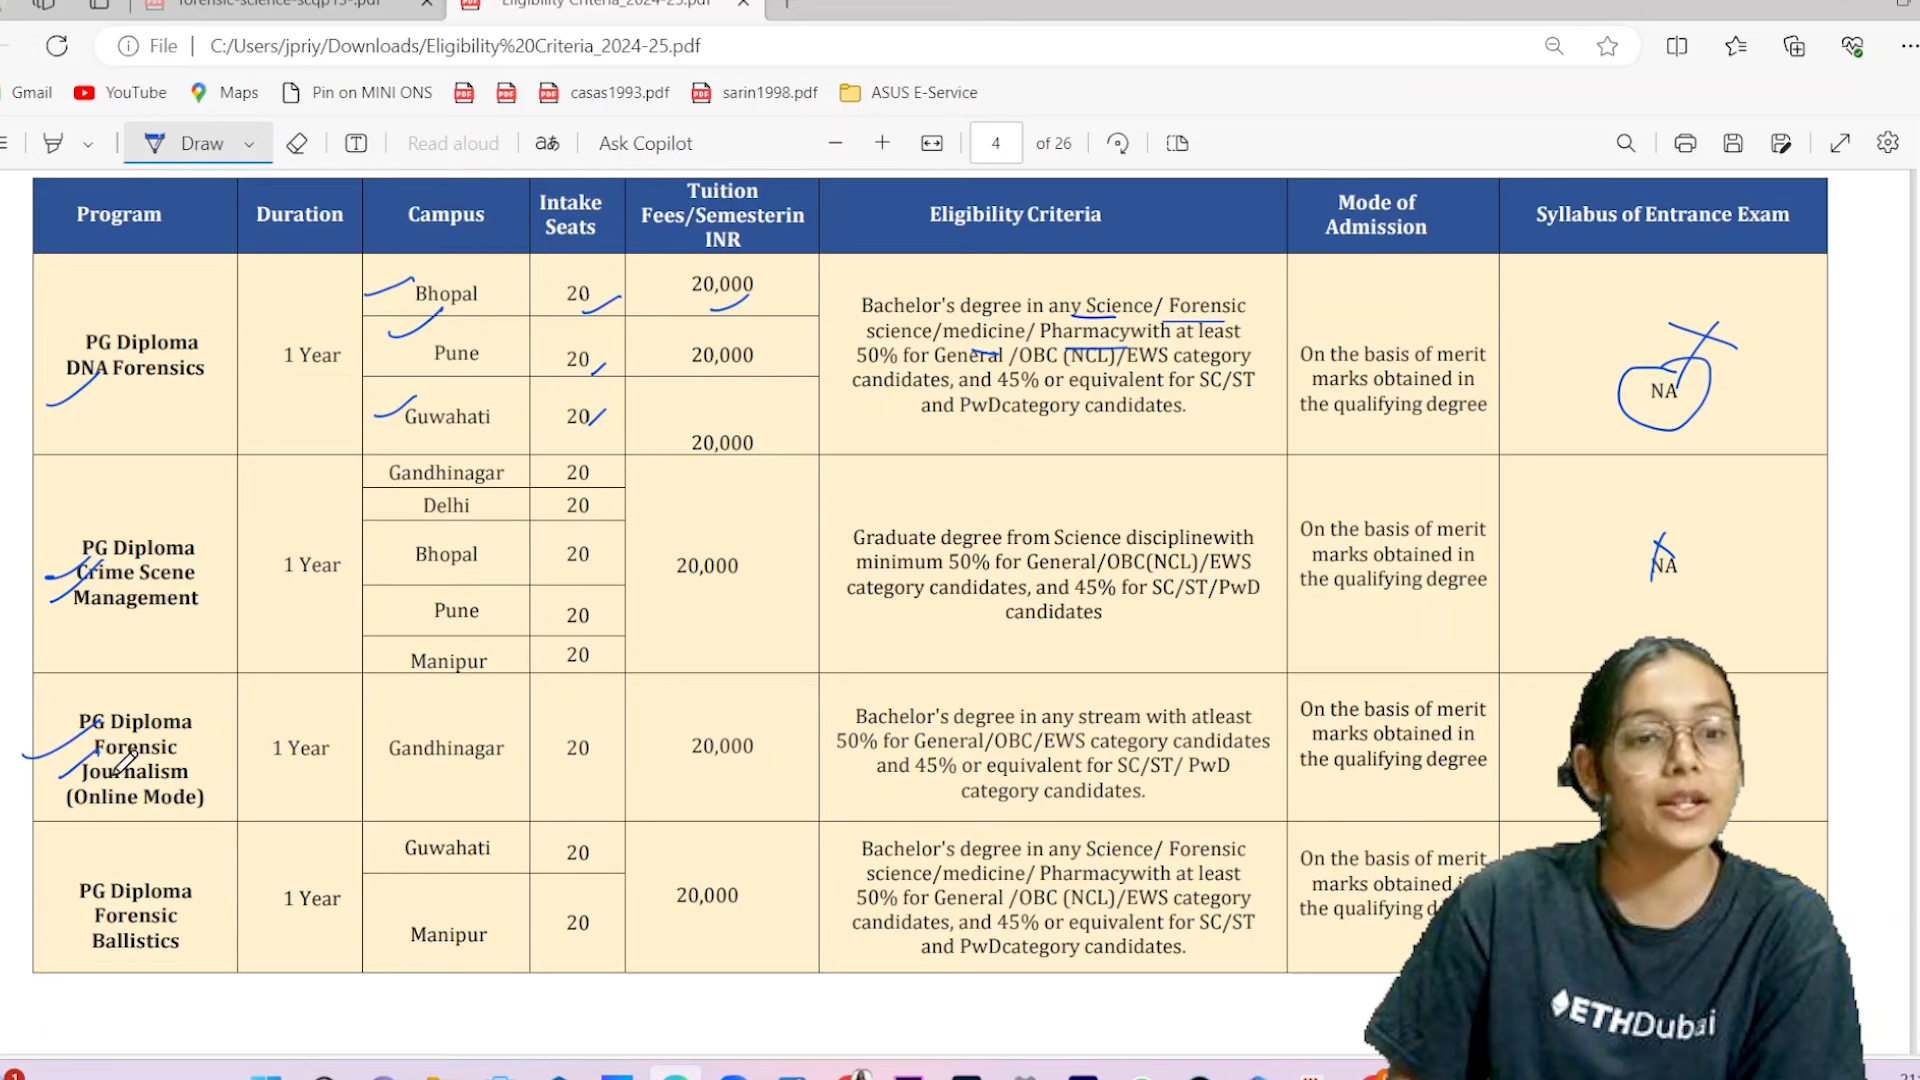 forensic-science-scqp15-.pdf
Eligibility Criteria_2024-25.pdf
File
C:/Users/jpriy/Downloads/Eligibility%20Criteria_2024-25.pdf
Gmail
YouTube
Maps
Pin on MINI ONS
casas1993.pdf
sarin1998.pdf
ASUS E-Service
Draw
Read aloud
Ask Copilot
4
of 26
Program
Duration
Campus
Intake
Seats
Tuition
Fees/Semesterin
INR
Eligibility Criteria
Mode of
Admission
Syllabus of Entrance Exam
PG Diploma
DNA Forensics
1 Year
Bhopal
20
20,000
Pune
20
20,000
Guwahati
20
20,000
Bachelor's degree in any Science/ Forensic
science/medicine/ Pharmacywith at least
50% for General /OBC (NCL)/EWS category
candidates, and 45% or equivalent for SC/ST
and PwDcategory candidates.
On the basis of merit
marks obtained in
the qualifying degree
NA
PG Diploma
Crime Scene
Management
1 Year
Gandhinagar
20
Delhi
20
Bhopal
20
Pune
20
Manipur
20
20,000
Graduate degree from Science disciplinewith
minimum 50% for General/OBC(NCL)/EWS
category candidates, and 45% for SC/ST/PwD
candidates
On the basis of merit
marks obtained in
the qualifying degree
NA
PG Diploma
Forensic
Journalism
(Online Mode)
1 Year
Gandhinagar
20
20,000
Bachelor's degree in any stream with atleast
50% for General/OBC/EWS category candidates
and 45% or equivalent for SC/ST/ PwD
category candidates.
On the basis of merit
marks obtained in
the qualifying degree
PG Diploma
Forensic
Ballistics
1 Year
Guwahati
20
Manipur
20
20,000
Bachelor's degree in any Science/ Forensic
science/medicine/ Pharmacywith at least
50% for General /OBC (NCL)/EWS category
candidates, and 45% or equivalent for SC/ST
and PwDcategory candidates.
On the basis of merit
marks obtained
the qualifying
ETHDubai